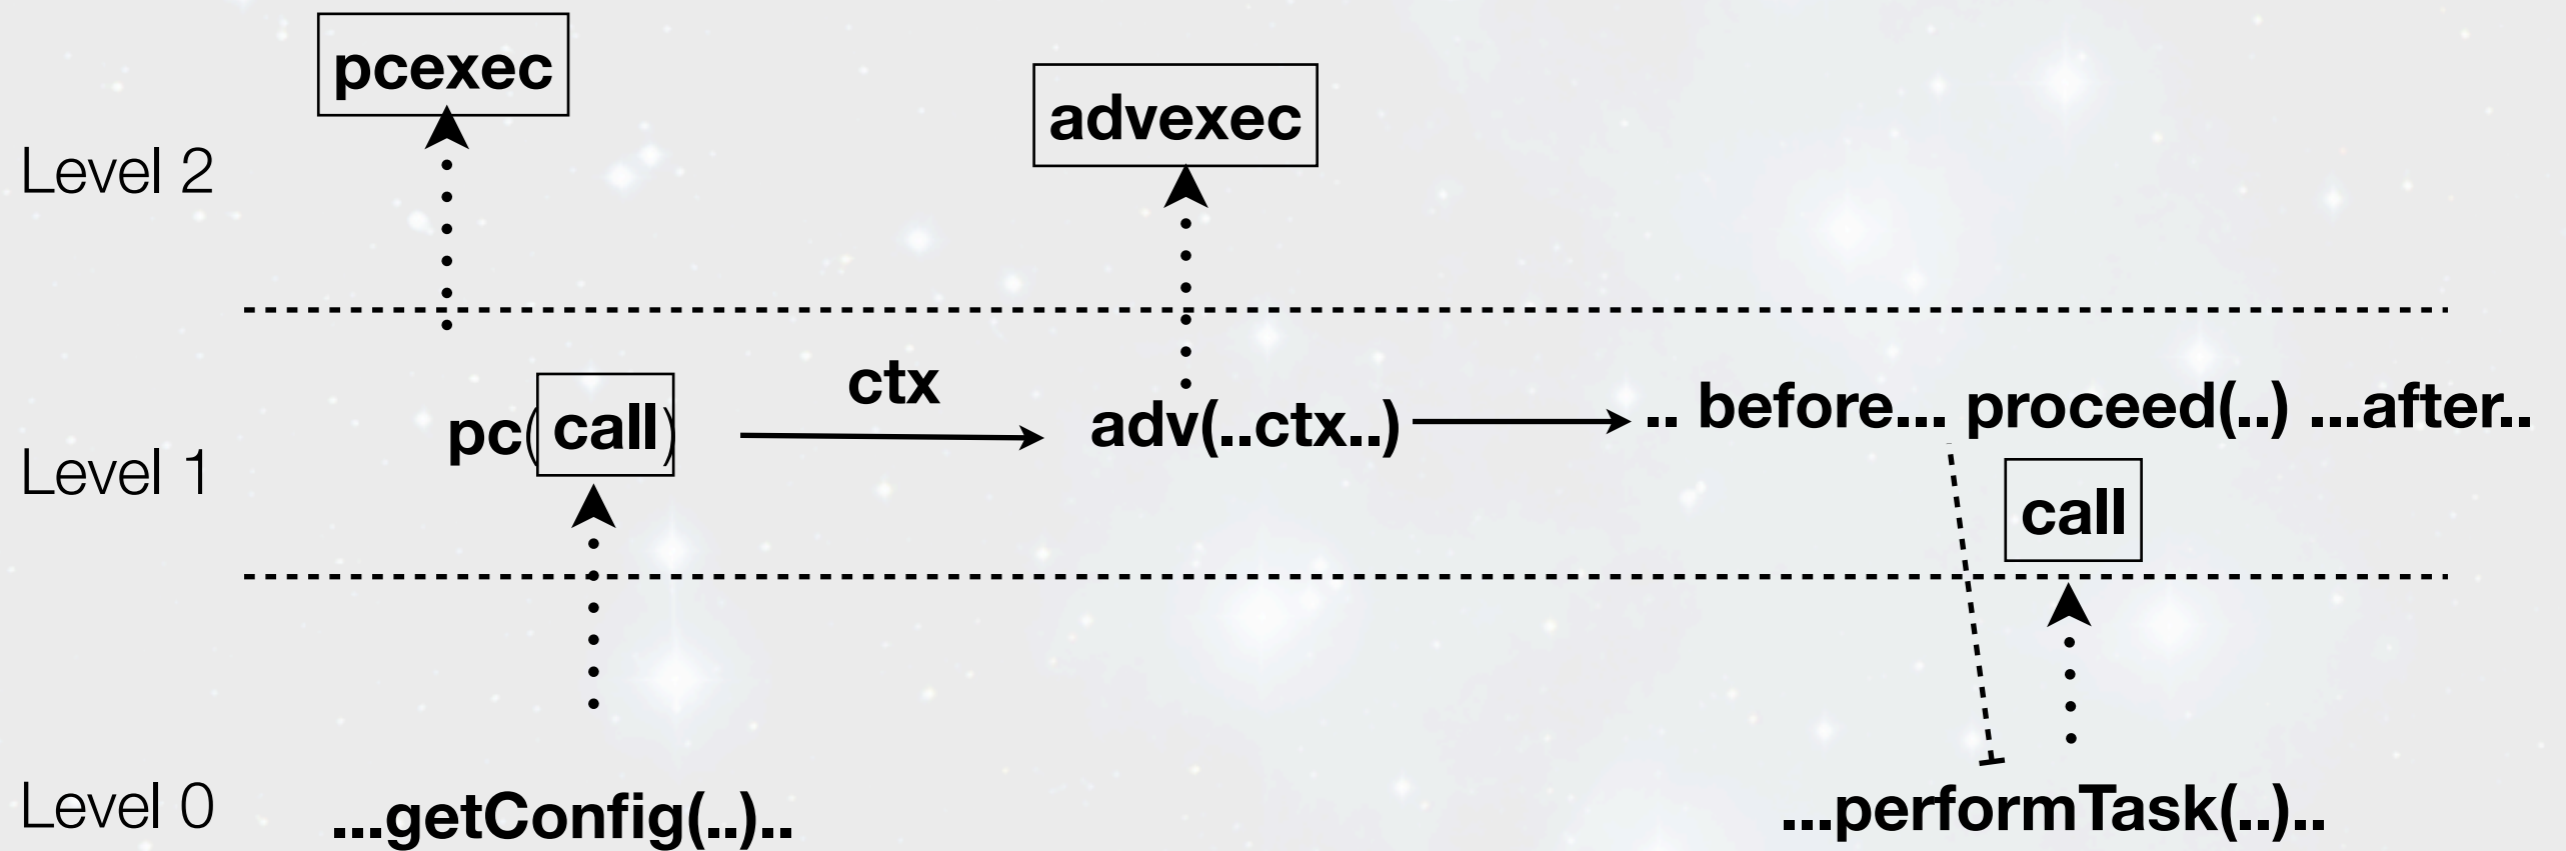 pcexec
advexec
Level 2
ctx
.. before... proceed(..) ...after..
pc( call)
adv(..ctx..)
Level 1
call
Level 0
...getConfig(..)..
...performTask(..)..